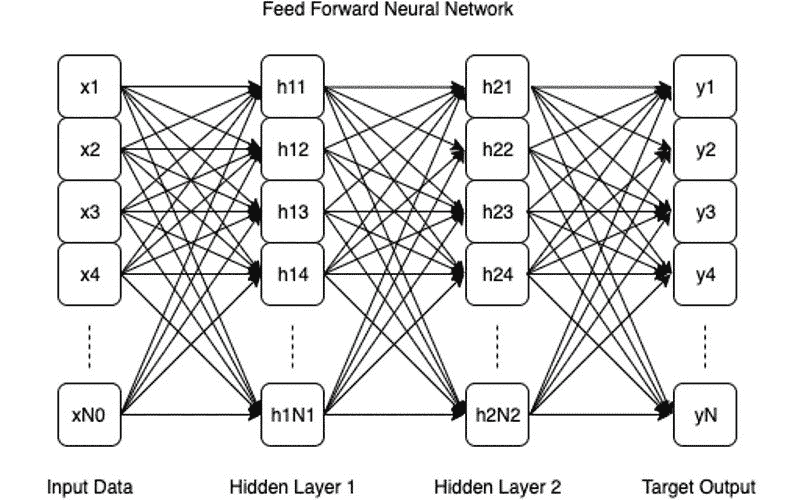 Feed Forward Neural Network
x1
h11
h21
y1
x2
h12
h22
y2
x3
h13
h23
y3
x4
h14
h24
y4
xN0
h1N1
h2N2
yN
Input Data
Hidden Layer 1
Hidden Layer 2
Target Output